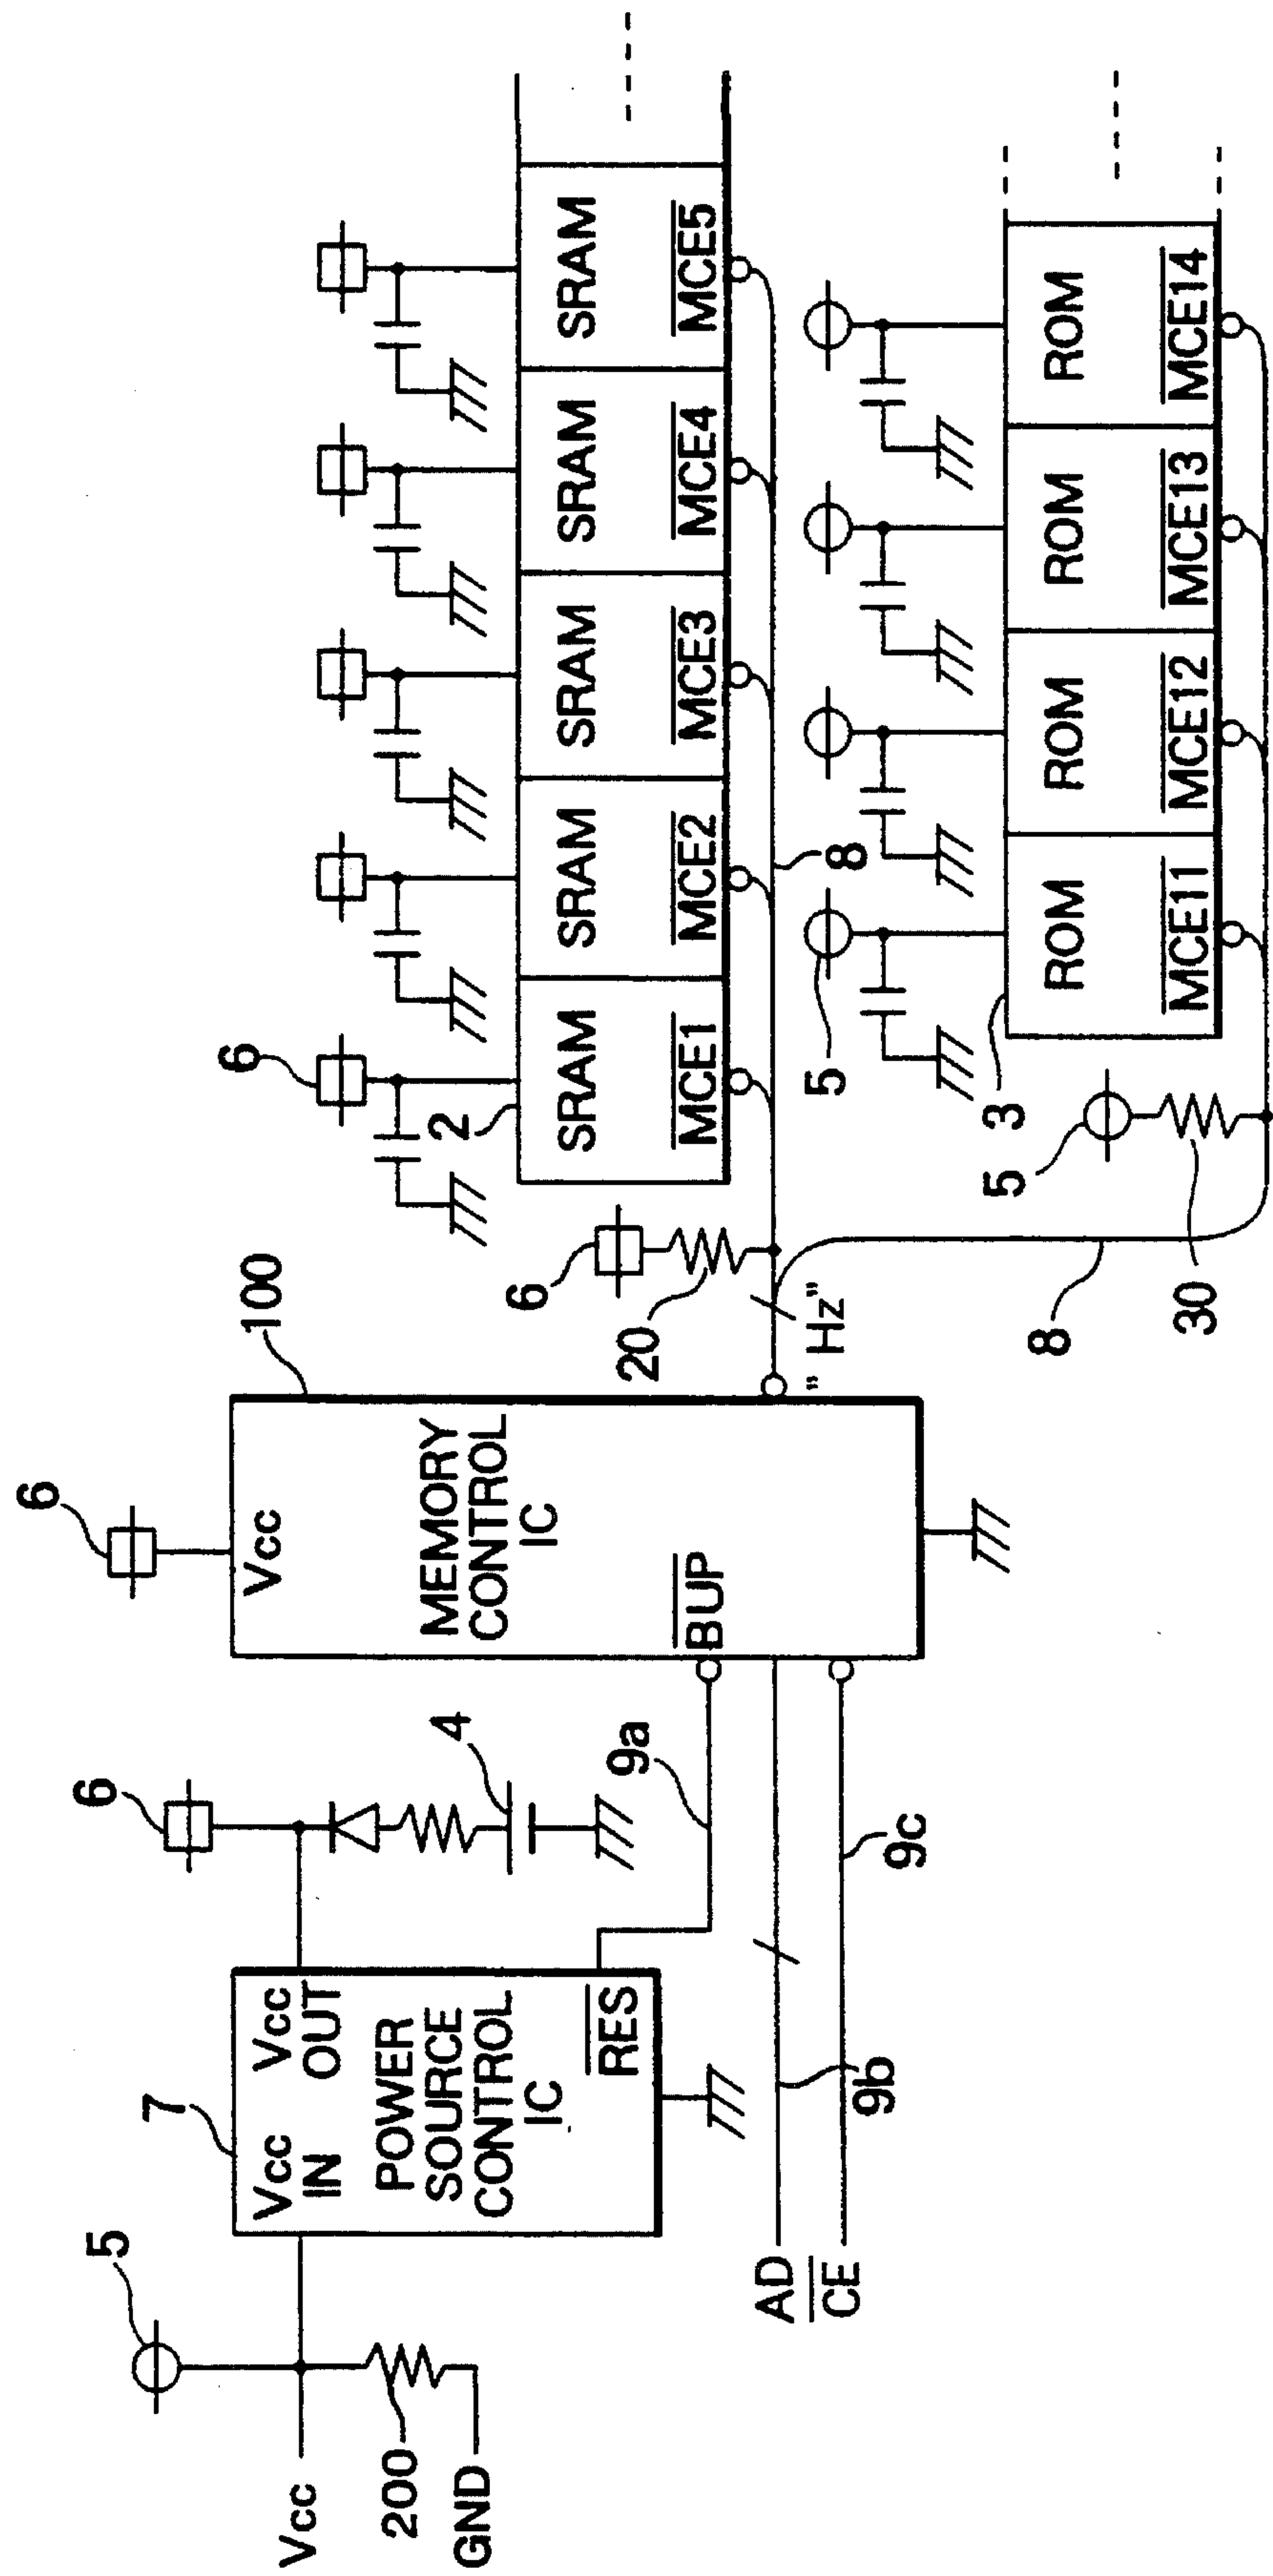 Vcc
200
GND
5
7
Vcc
IN
Vcc
OUT
POWER
SOURCE
CONTROL
IC
RES
6
4
9a
AD
CE
9b
9c
6
100
Vcc
MEMORY
CONTROL
IC
BUP
" Hz"
6
20
8
6
2
SRAM
MCE1
SRAM
MCE2
SRAM
MCE3
SRAM
MCE4
SRAM
MCE5
8
5
30
5
3
ROM
MCE11
ROM
MCE12
ROM
MCE13
ROM
MCE14